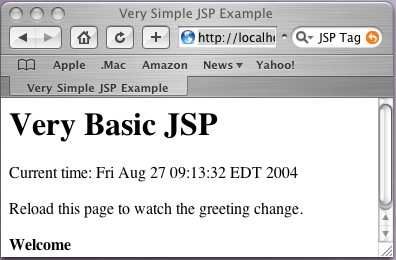 Very Simple JSP Example
http://localho
JSP Tag
Apple .Mac Amazon News Yahoo!
Very Simple JSP Example
Very Basic JSP
Current time: Fri Aug 27 09:13:32 EDT 2004
Reload this page to watch the greeting change.
Welcome